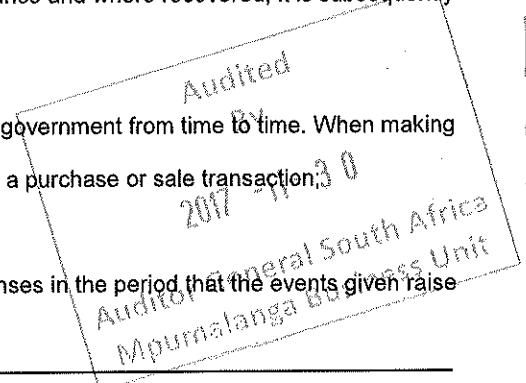 and where recovered, it is subsequently
Audited
By
government from time to time. When making
a purchase or sale transaction;
2017 -11- 30
nses in the period that the events given raise
Auditor General South Africa
Mpumalanga Business Unit